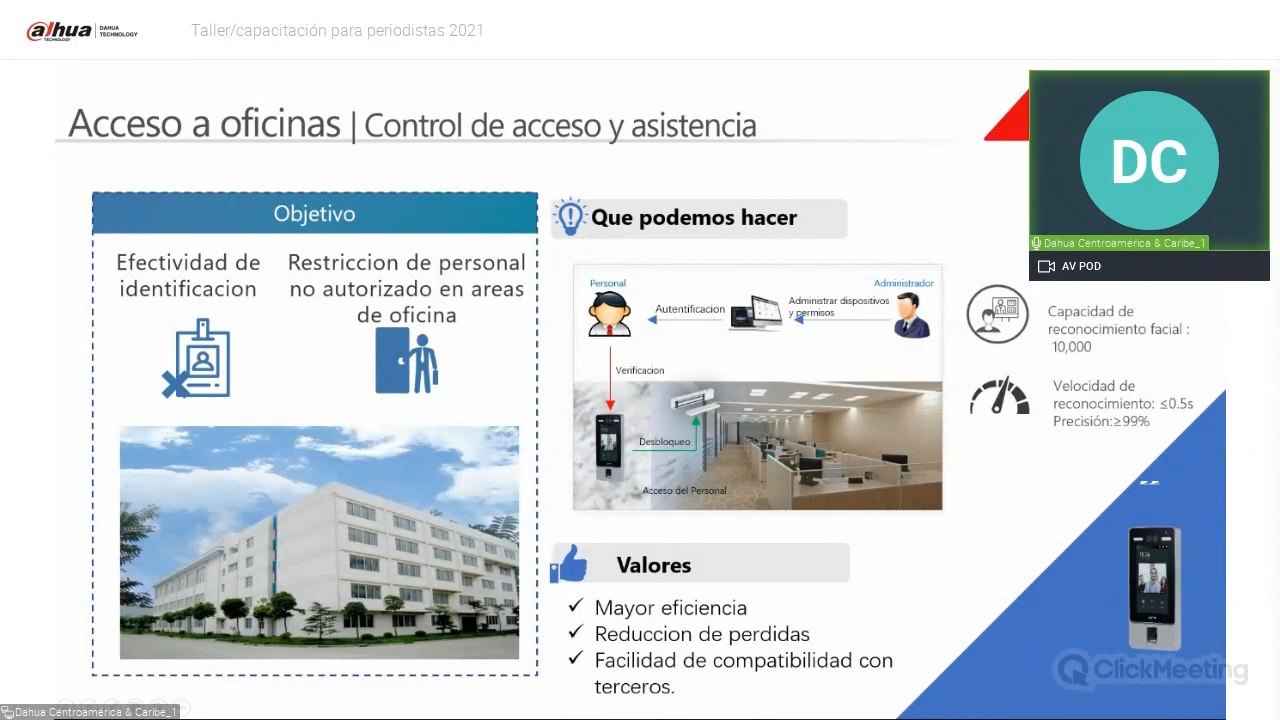 alhua
TECHNOLOGY
DAHUA
TECHNOLOGY
Taller/capacitación para periodistas 2021
Acceso a oficinas | Control de acceso y asistencia
DC
Dahua Centroamérica & Caribe_1
AV POD
Objetivo
Efectividad de
identificacion
Restriccion de personal
no autorizado en areas
de oficina
Que podemos hacer
Personal
Administrador
Autentificacion
Administrar dispositivos
y permisos
Verificacion
Desbloqueo
Acceso del Personal
Capacidad de
reconocimiento facial :
10,000
Velocidad de
reconocimiento: ≤0.5s
Precisión:≥99%
Valores
✓ Mayor eficiencia
✓ Reduccion de perdidas
✓ Facilidad de compatibilidad con
terceros.
ClickMeeting
Dahua Centroamérica & Caribe_1